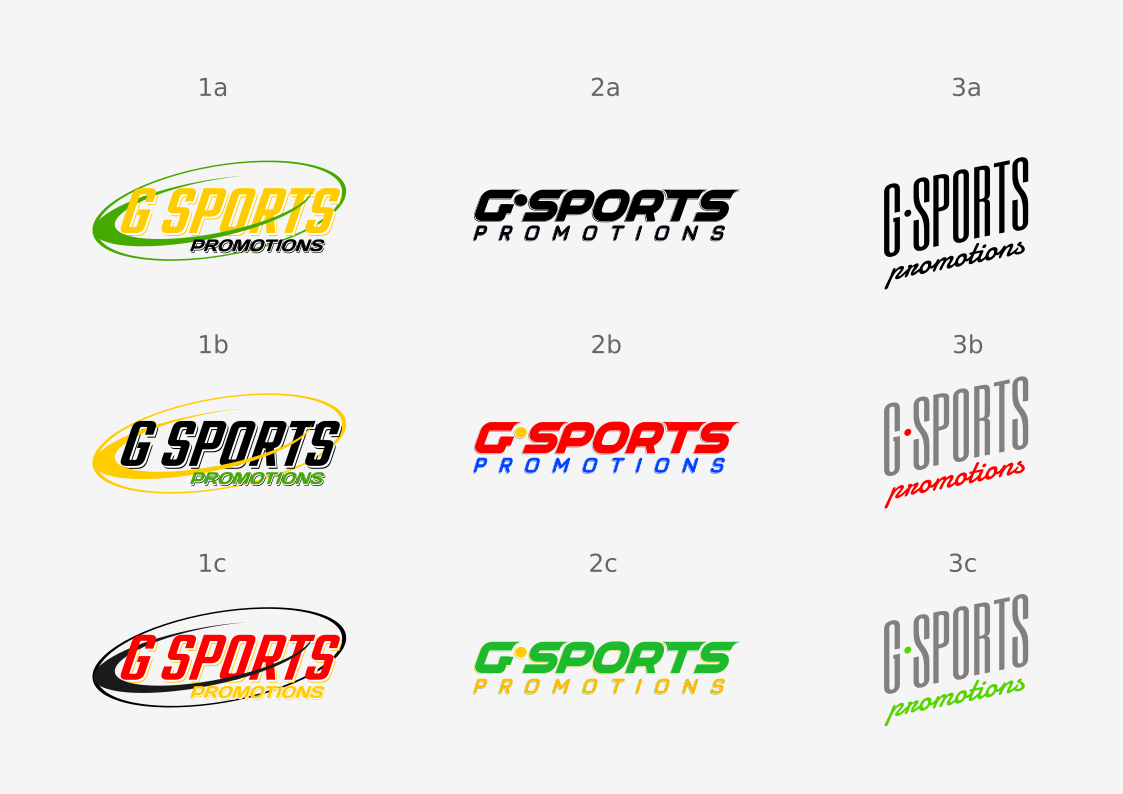 1a
2a
3a
G SPORTS
PROMOTIONS
G·SPORTS
PROMOTIONS
G·SPORTS
promotions
1b
2b
3b
G SPORTS
PROMOTIONS
G·SPORTS
PROMOTIONS
G·SPORTS
promotions
1c
2c
3c
G SPORTS
PROMOTIONS
G·SPORTS
PROMOTIONS
G·SPORTS
promotions